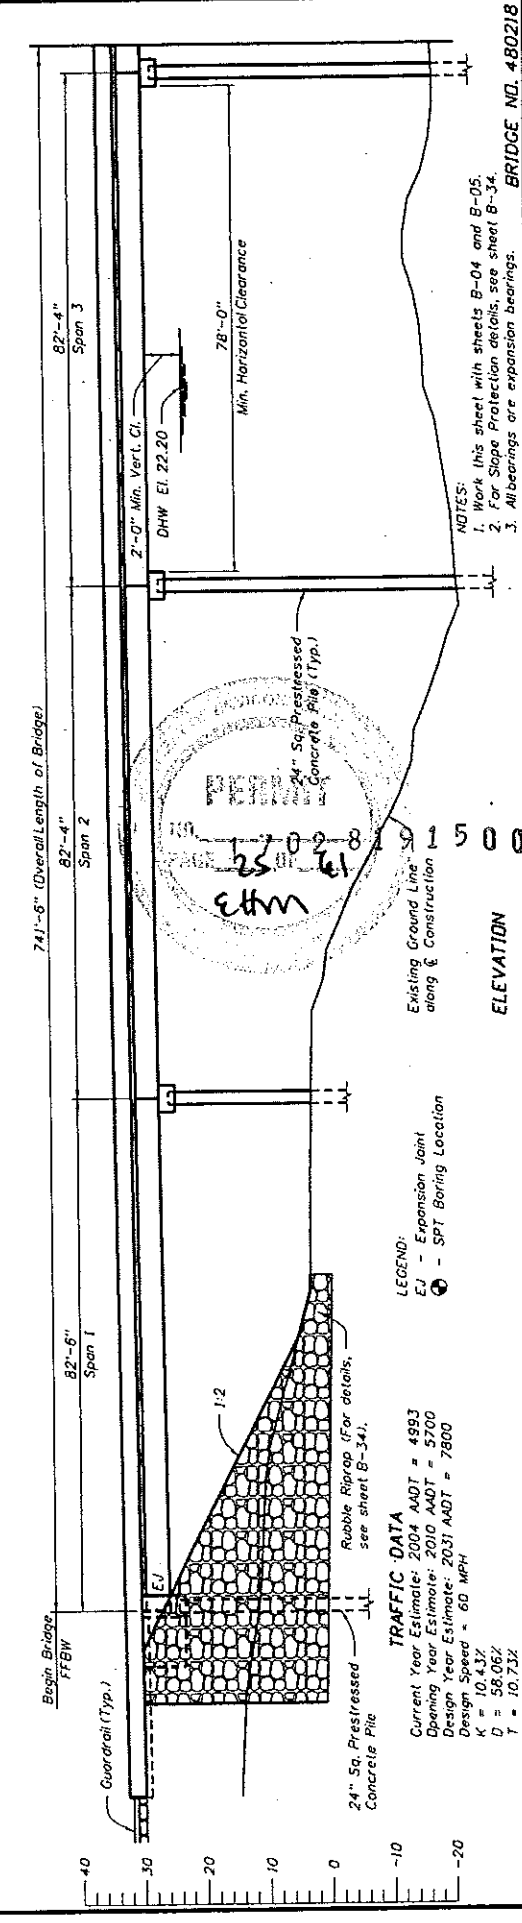 741'-6" (Overall Length of Bridge)
Begin Bridge
FFBW
82'-6"
Span 1
82'-4"
Span 2
82'-4"
Span 3
Guardrail (Typ.)
EJ
1:2
2'-0" Min. Vert. Cl.
DHW El. 22.20
78'-0"
Min. Horizontal Clearance
40
30
20
10
0
-10
-20
24" Sq. Prestressed
Concrete Pile
Rubble Riprap (For details,
see sheet B-34).
24" Sq. Prestressed
Concrete Pile (Typ.)
Existing Ground Line
along ℄ Construction
PERMIT
NO.
PAGE 25 OF
WH3
8191500
TRAFFIC DATA
Current Year Estimate: 2004 AADT = 4993
Opening Year Estimate: 2010 AADT = 5700
Design Year Estimate: 2031 AADT = 7800
Design Speed = 60 MPH
K = 10.43%
D = 58.06%
T = 10.73%
LEGEND:
EJ - Expansion Joint
- SPT Boring Location
ELEVATION
NOTES:
1. Work this sheet with sheets B-04 and B-05.
2. For Slope Protection details, see sheet B-34.
3. All bearings are expansion bearings.
BRIDGE NO. 480218